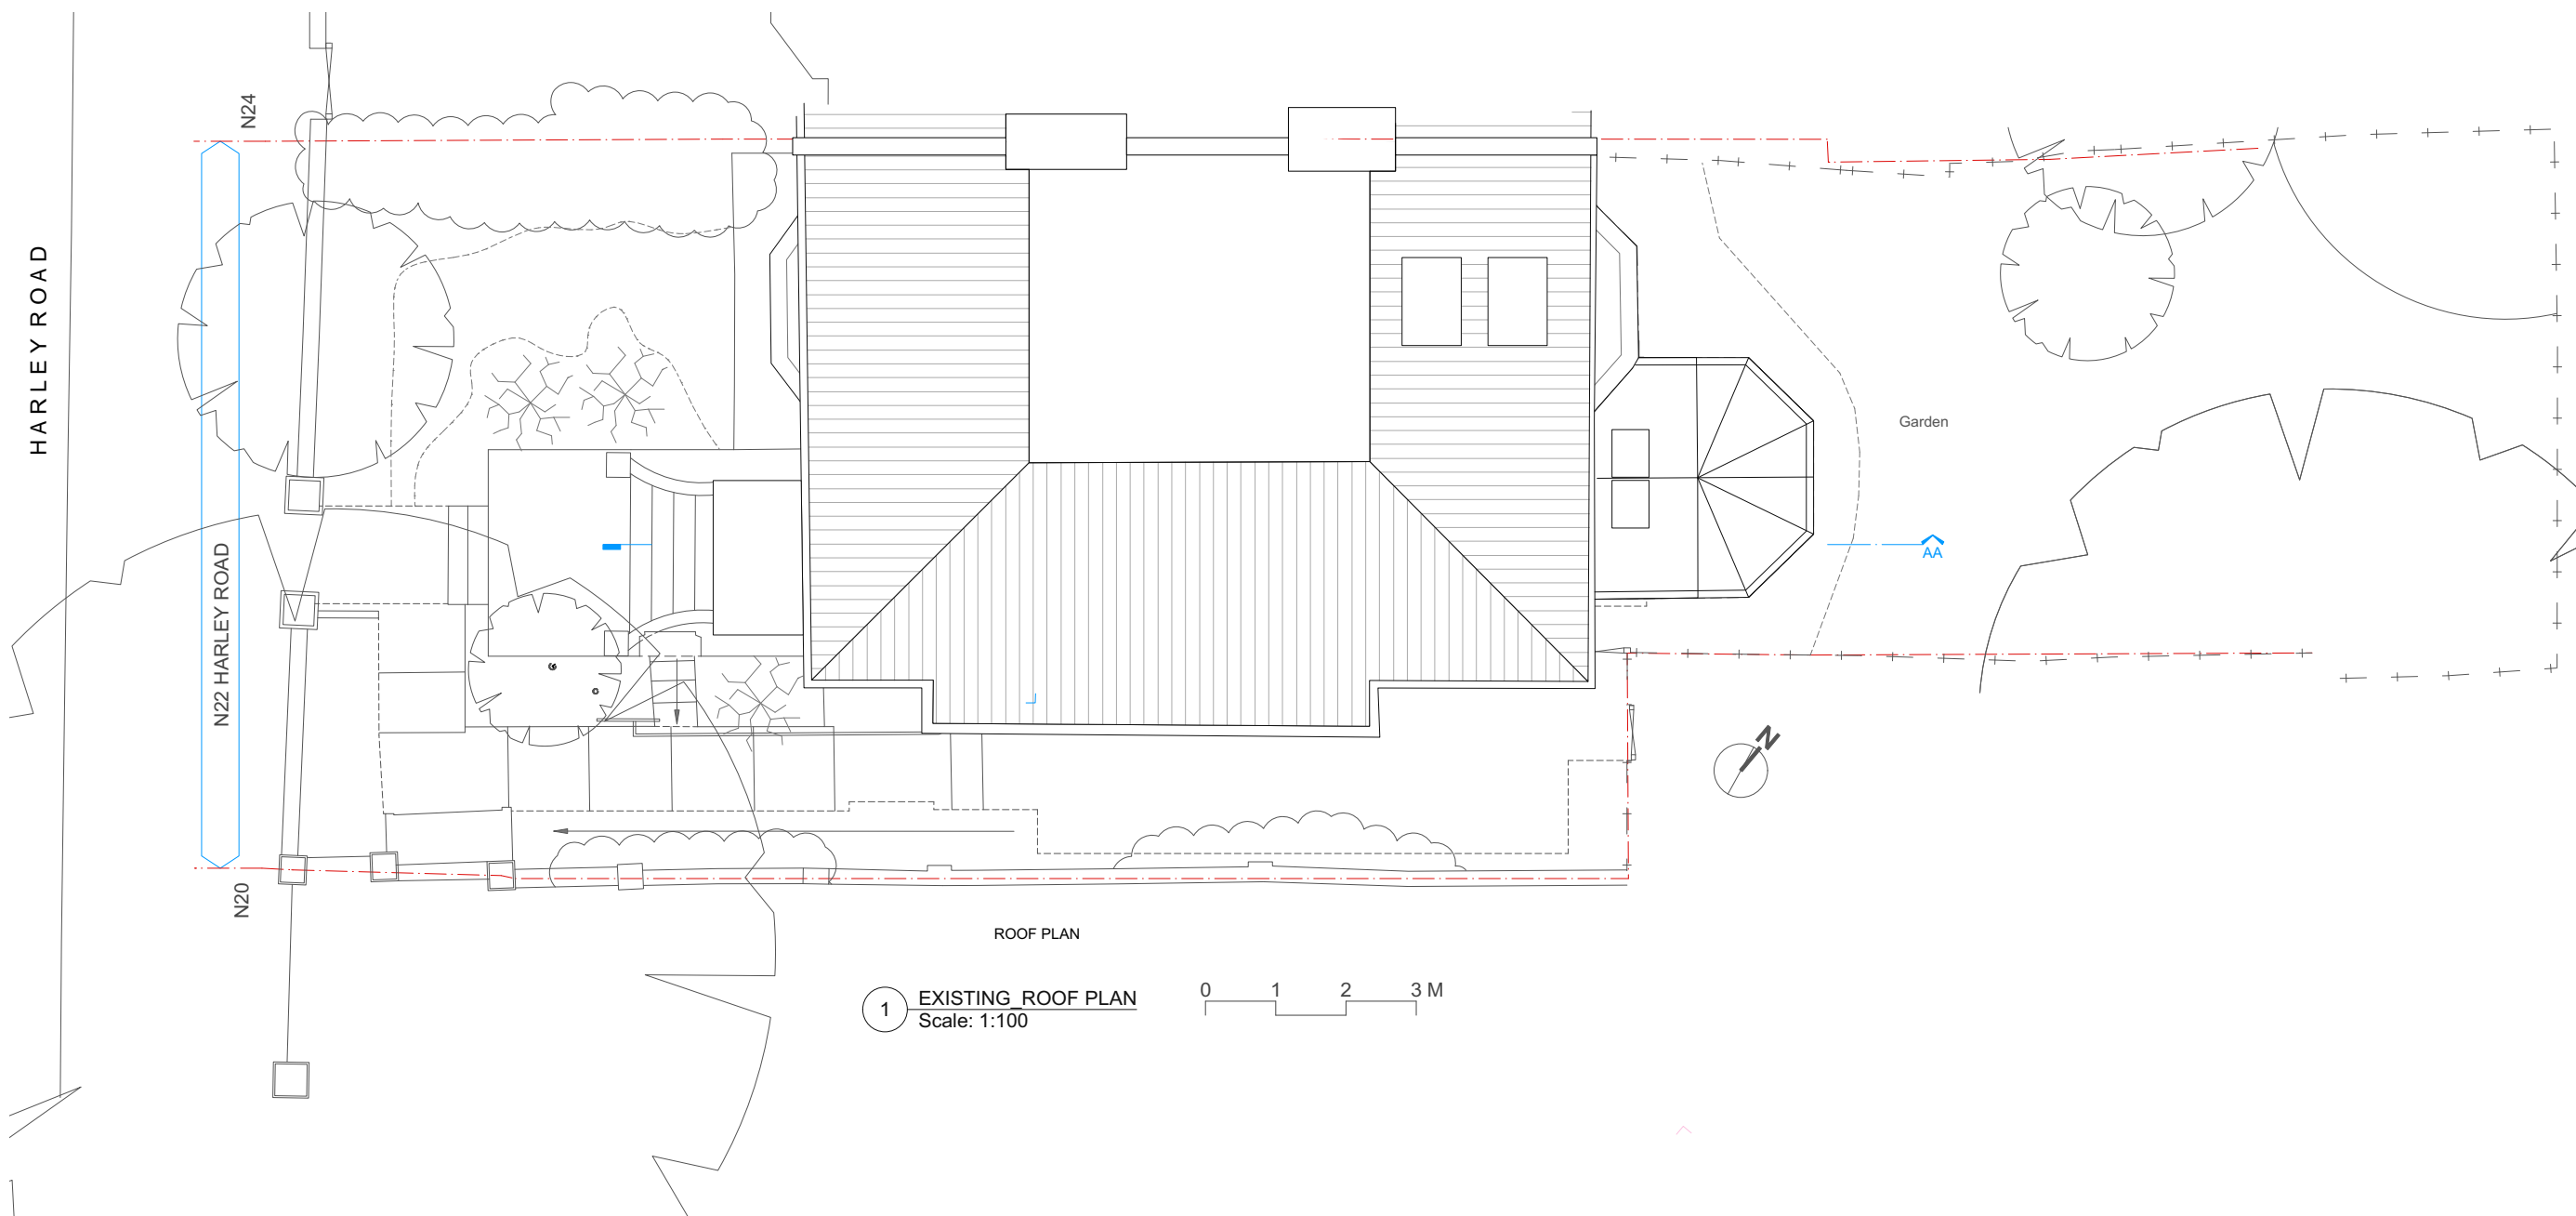 N24
HARLEY ROAD
N22 HARLEY ROAD
N20
Garden
AA
N
ROOF PLAN
1
EXISTING_ROOF PLAN
Scale: 1:100
0 1 2 3 M